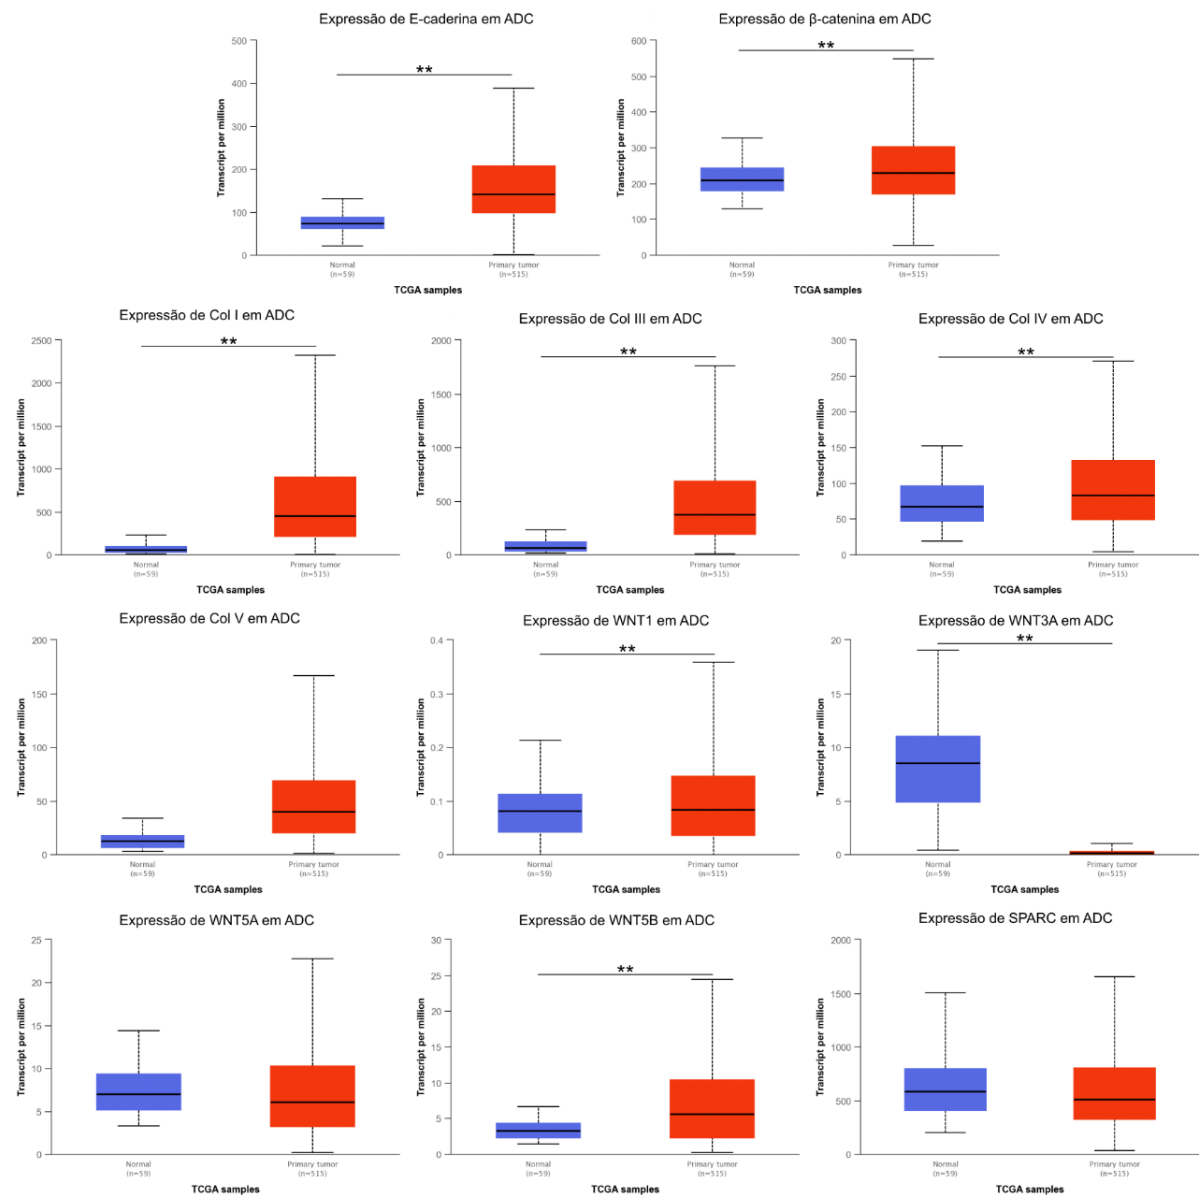 Expressão de E-caderina em ADC
500
400
300
200
100
0
Transcript per million
**
Normal
(n=59)
Primary tumor
(n=515)
TCGA samples
Expressão de β-catenina em ADC
600
500
400
300
200
100
0
Transcript per million
**
Normal
(n=59)
Primary tumor
(n=515)
TCGA samples
Expressão de Col I em ADC
2500
2000
1500
1000
500
0
Transcript per million
**
Normal
(n=59)
Primary tumor
(n=515)
TCGA samples
Expressão de Col III em ADC
2000
1500
1000
500
0
Transcript per million
**
Normal
(n=59)
Primary tumor
(n=515)
TCGA samples
Expressão de Col IV em ADC
300
250
200
150
100
50
0
Transcript per million
**
Normal
(n=59)
Primary tumor
(n=515)
TCGA samples
Expressão de Col V em ADC
200
150
100
50
0
Transcript per million
Normal
(n=59)
Primary tumor
(n=515)
TCGA samples
Expressão de WNT1 em ADC
0.4
0.3
0.2
0.1
0
Transcript per million
**
Normal
(n=59)
Primary tumor
(n=515)
TCGA samples
Expressão de WNT3A em ADC
20
15
10
5
0
Transcript per million
**
Normal
(n=59)
Primary tumor
(n=515)
TCGA samples
Expressão de WNT5A em ADC
25
20
15
10
5
0
Transcript per million
Normal
(n=59)
Primary tumor
(n=515)
TCGA samples
Expressão de WNT5B em ADC
30
25
20
15
10
5
0
Transcript per million
**
Normal
(n=59)
Primary tumor
(n=515)
TCGA samples
Expressão de SPARC em ADC
2000
1500
1000
500
0
Transcript per million
Normal
(n=59)
Primary tumor
(n=515)
TCGA samples